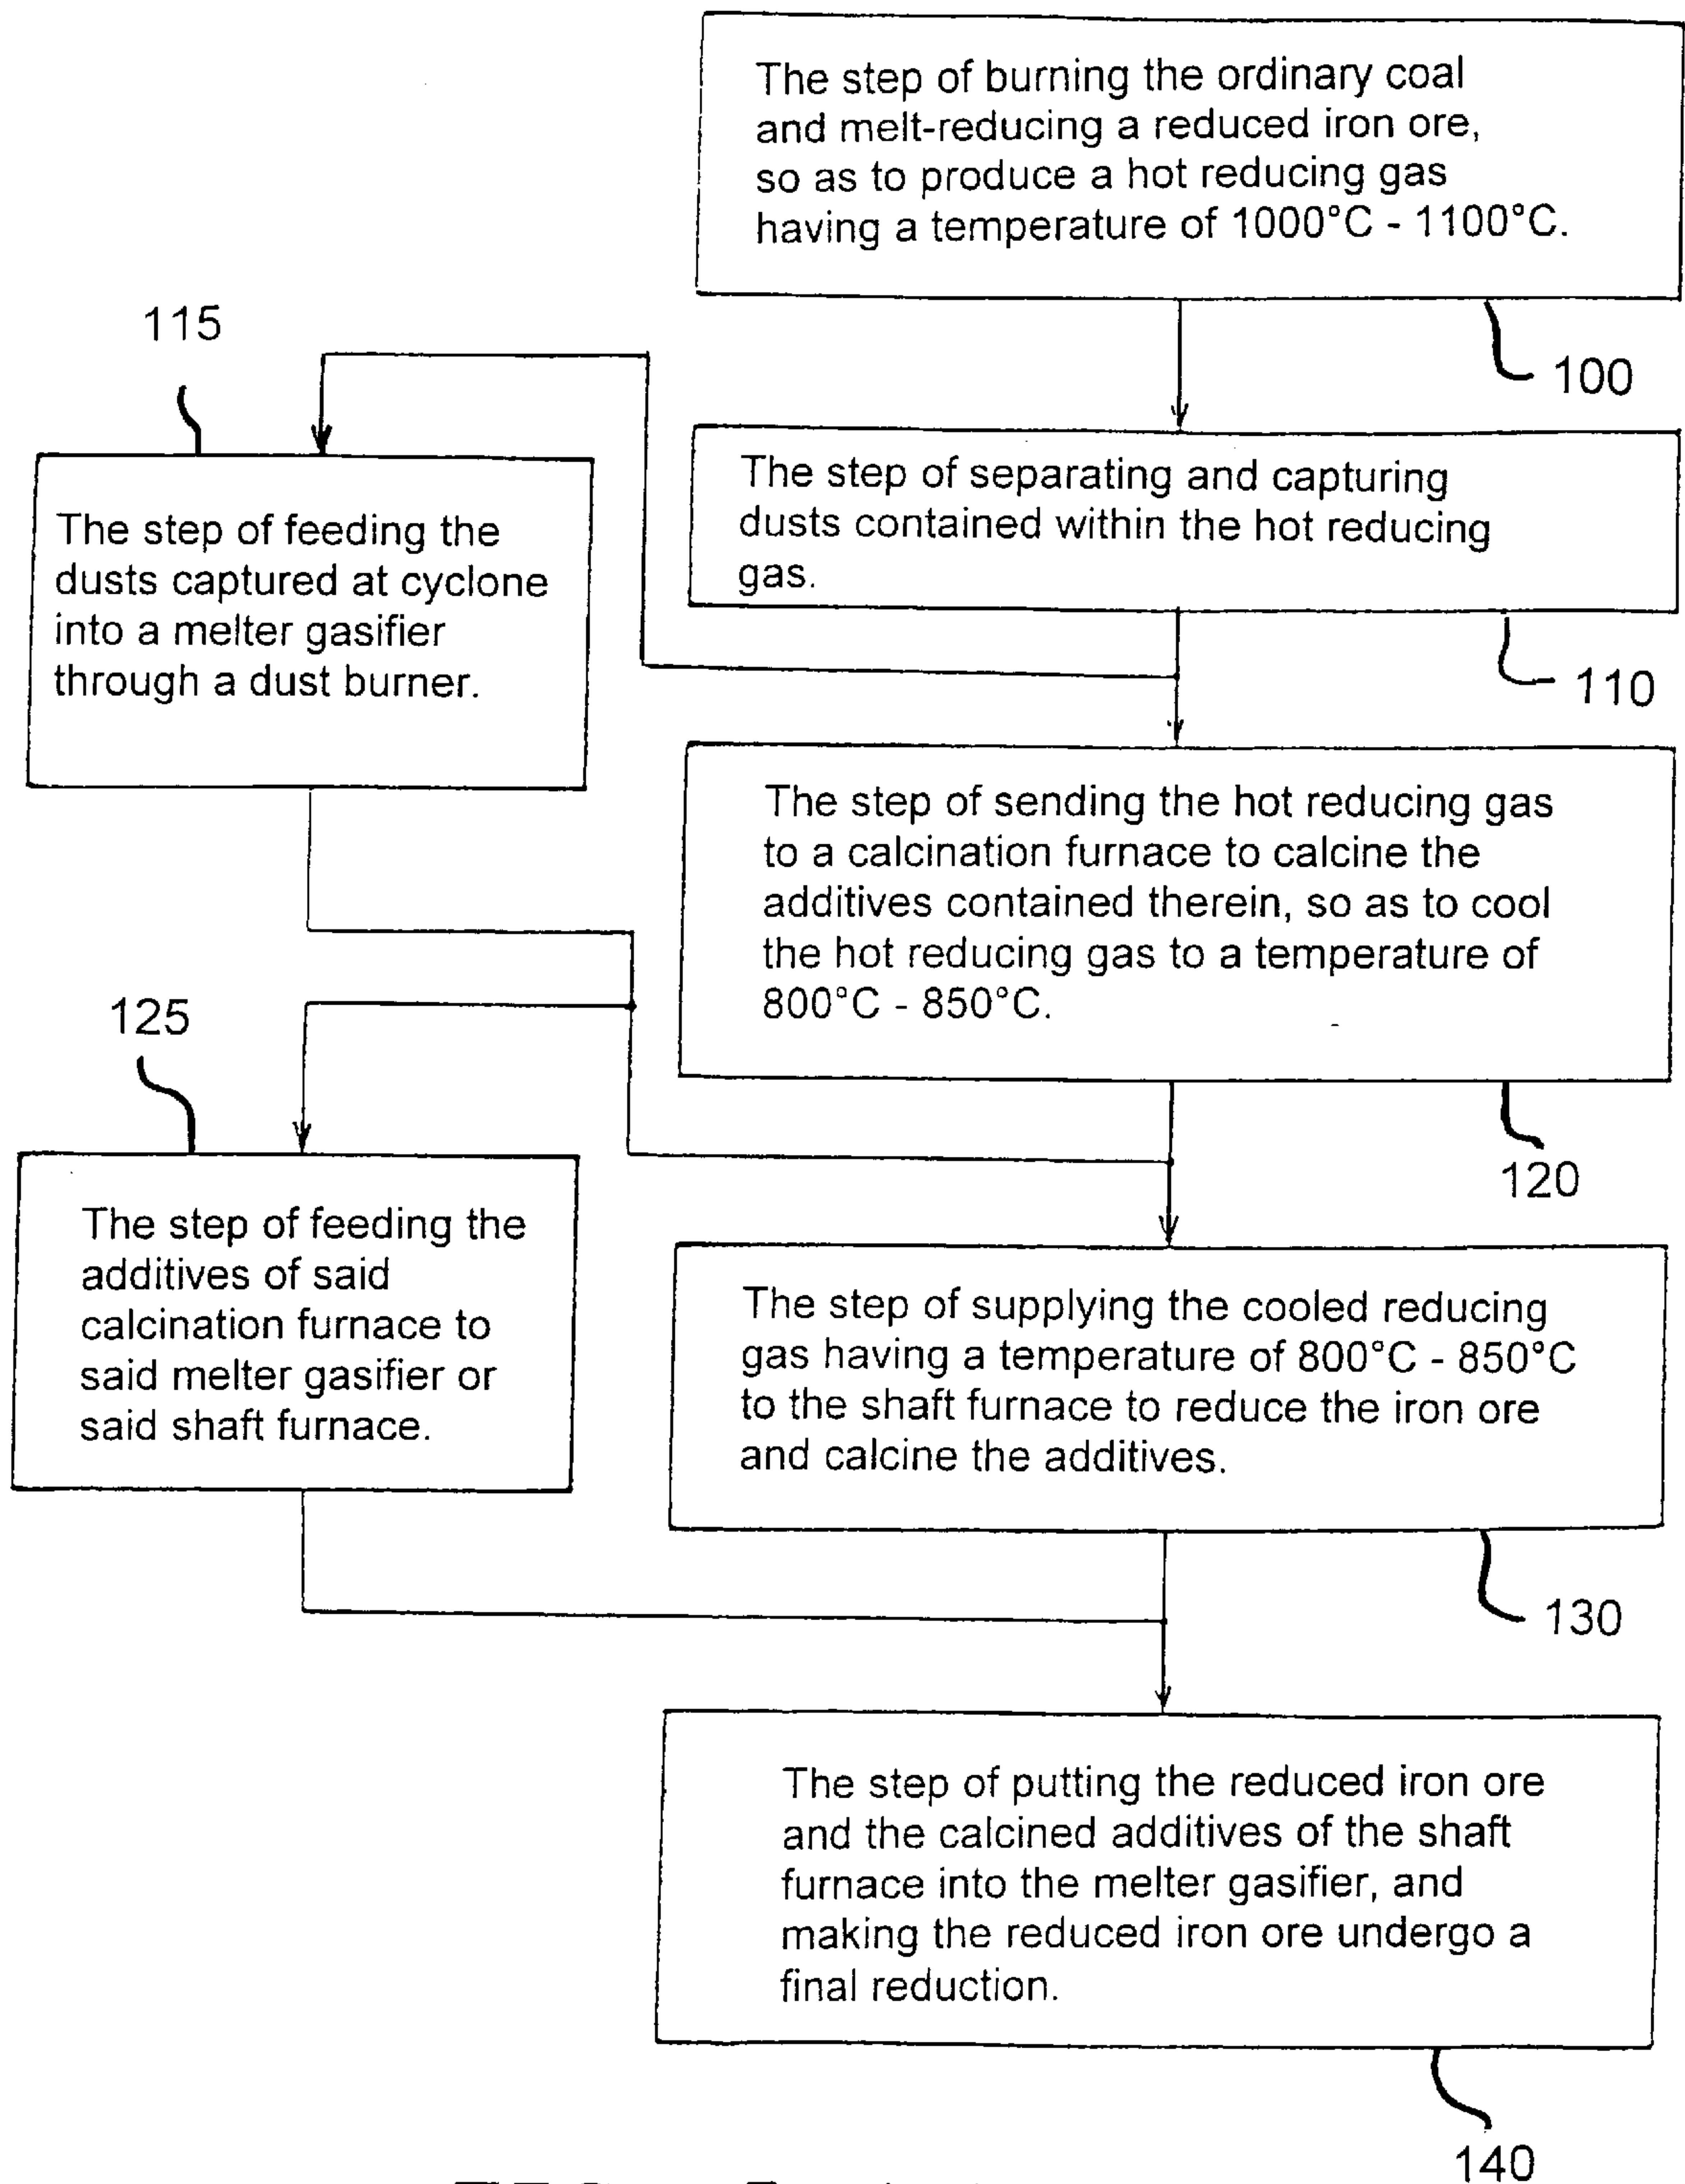 The step of burning the ordinary coal
and melt-reducing a reduced iron ore,
so as to produce a hot reducing gas
having a temperature of 1000°C - 1100°C.
100
115
The step of separating and capturing
dusts contained within the hot reducing
gas.
110
The step of feeding the
dusts captured at cyclone
into a melter gasifier
through a dust burner.
The step of sending the hot reducing gas
to a calcination furnace to calcine the
additives contained therein, so as to cool
the hot reducing gas to a temperature of
800°C - 850°C.
120
125
The step of feeding the
additives of said
calcination furnace to
said melter gasifier or
said shaft furnace.
The step of supplying the cooled reducing
gas having a temperature of 800°C - 850°C
to the shaft furnace to reduce the iron ore
and calcine the additives.
130
The step of putting the reduced iron ore
and the calcined additives of the shaft
furnace into the melter gasifier, and
making the reduced iron ore undergo a
final reduction.
140